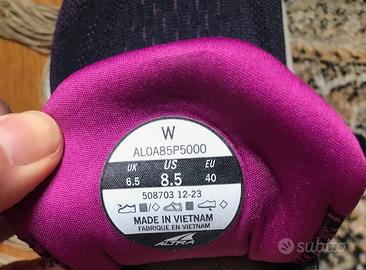 W
AL0A85P5000
UK US EU
6.5 8.5 40
508703 12-23
MADE IN VIETNAM
FABRIQUE EN VIETNAM
ALTRA
subito